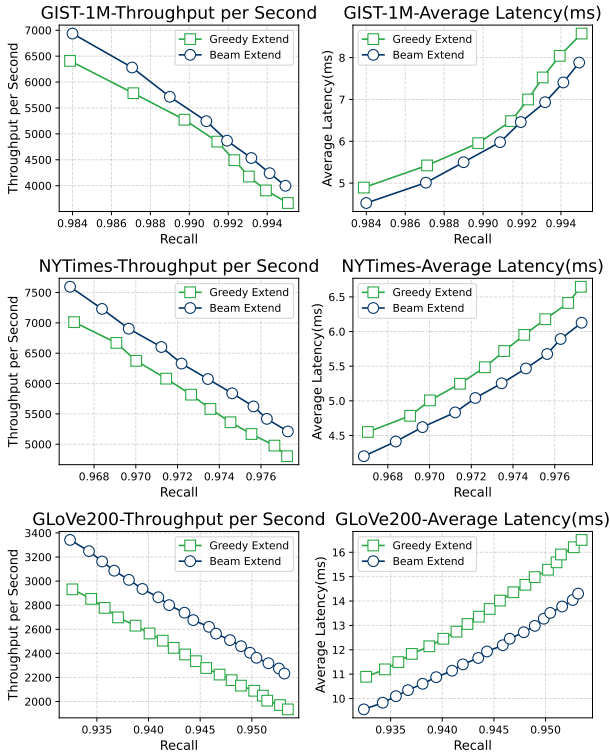 GIST-1M-Throughput per Second
7000
6500
6000
5500
5000
4500
4000
Throughput per Second
Greedy Extend
Beam Extend
0.984 0.986 0.988 0.990 0.992 0.994
Recall
GIST-1M-Average Latency(ms)
8
7
6
5
Average Latency(ms)
Greedy Extend
Beam Extend
0.984 0.986 0.988 0.990 0.992 0.994
Recall
NYTimes-Throughput per Second
7500
7000
6500
6000
5500
5000
Throughput per Second
Greedy Extend
Beam Extend
0.968 0.970 0.972 0.974 0.976
Recall
NYTimes-Average Latency(ms)
6.5
6.0
5.5
5.0
4.5
Average Latency(ms)
Greedy Extend
Beam Extend
0.968 0.970 0.972 0.974 0.976
Recall
GLoVe200-Throughput per Second
3400
3200
3000
2800
2600
2400
2200
2000
Throughput per Second
Greedy Extend
Beam Extend
0.935 0.940 0.945 0.950
Recall
GLoVe200-Average Latency(ms)
16
15
14
13
12
11
10
Average Latency(ms)
Greedy Extend
Beam Extend
0.935 0.940 0.945 0.950
Recall